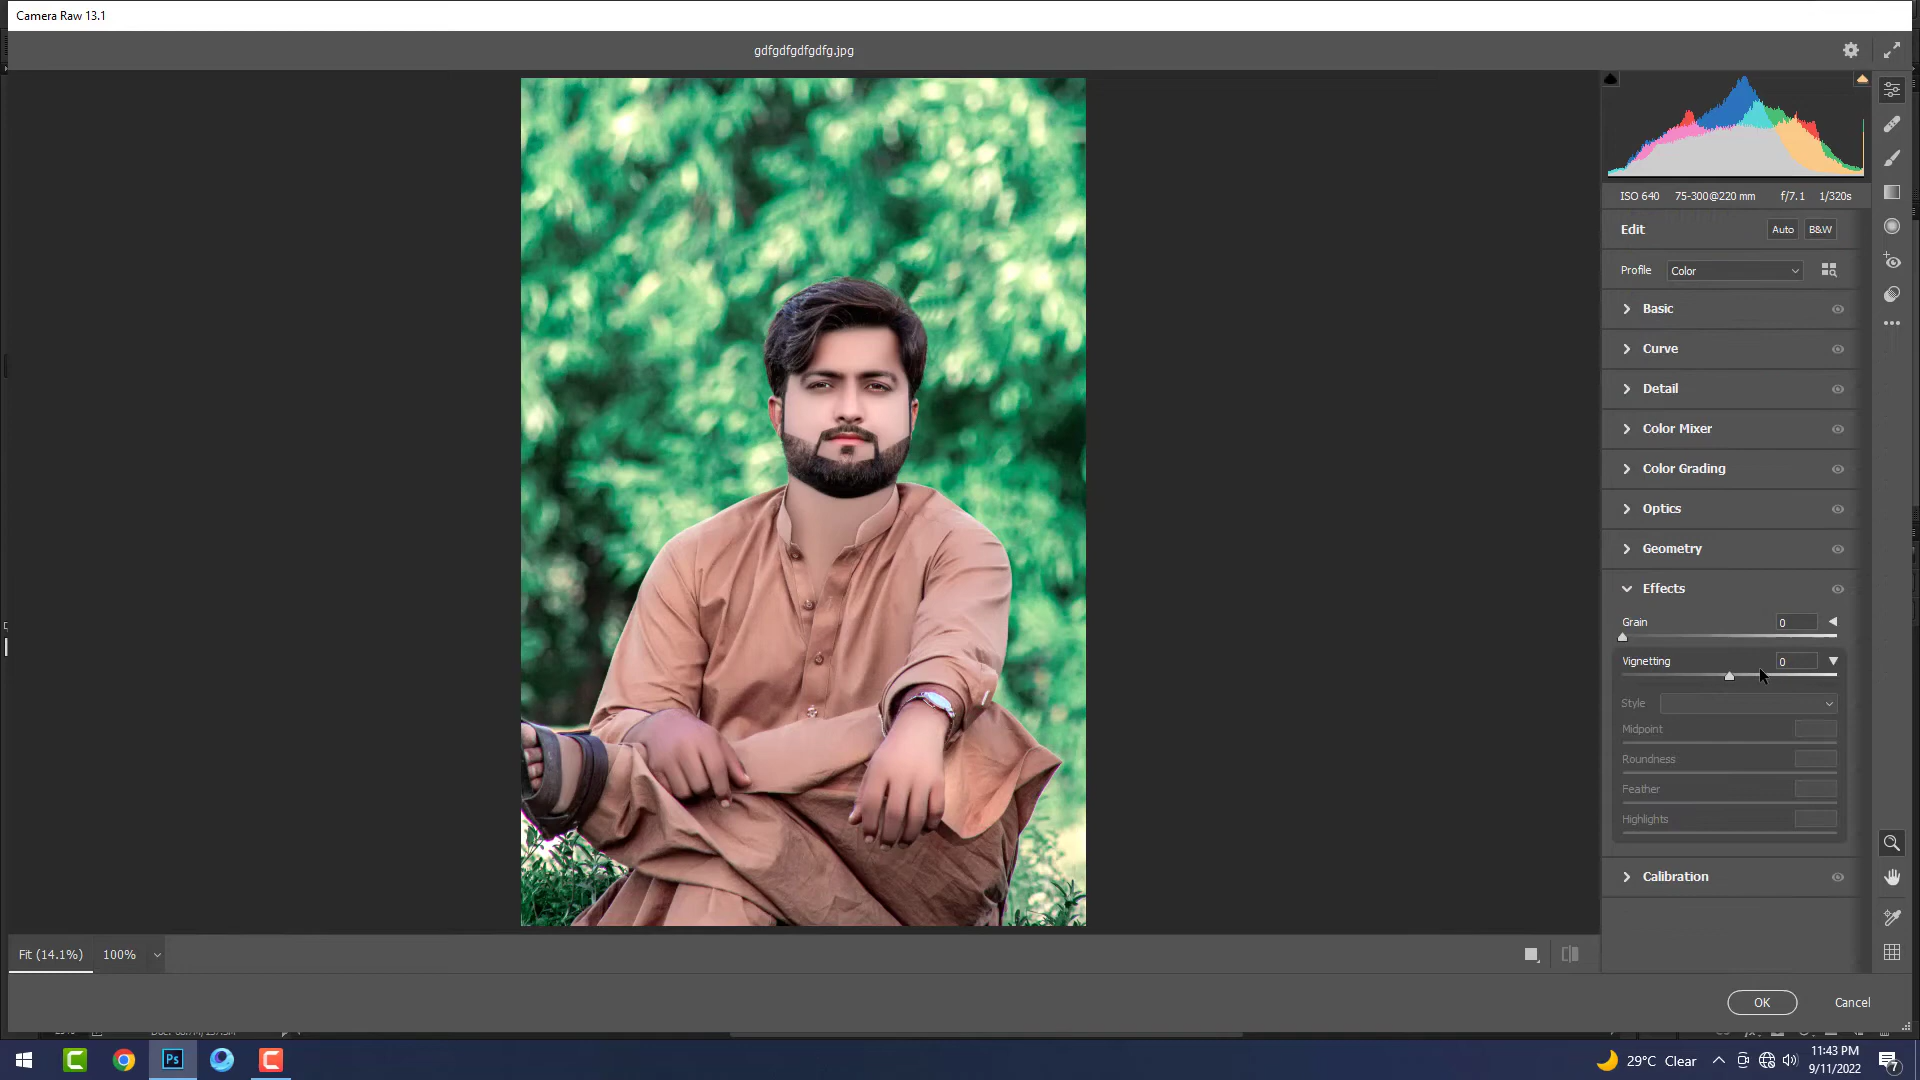 Camera Raw 13.1
gdfgdfgdfgdfg.jpg
ISO 640 75-300@220 mm f/7.1 1/320s
Edit Auto B&W
Profile Color
Basic
Curve
Detail
Color Mixer
Color Grading
Optics
Geometry
Effects
Grain 0
Vignetting 0
Style
Midpoint
Roundness
Feather
Highlights
Calibration
Fit (14.1%) 100%
OK Cancel
Ps 29°C Clear 11:43 PM
9/11/2022 7